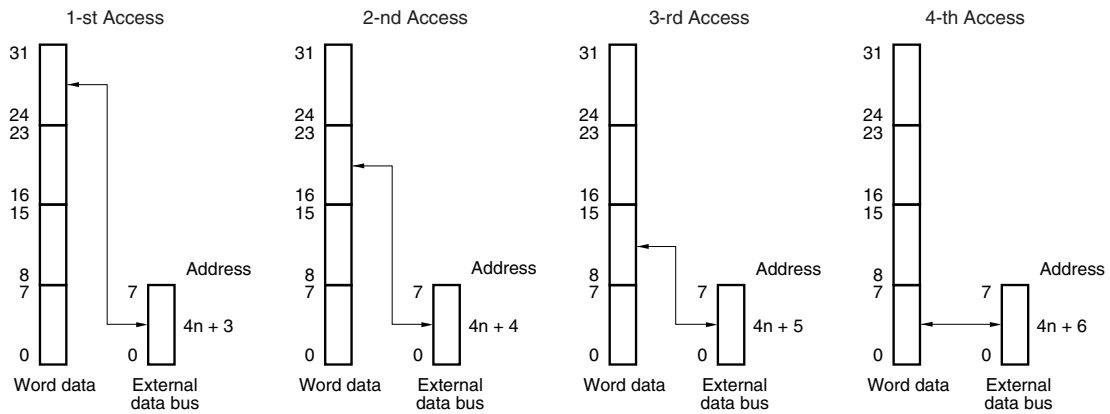 1-st Access
31
24
23
16
15
8
7
0
Address
7
4n + 3
0
Word data
External
data bus
2-nd Access
31
24
23
16
15
8
7
0
Address
7
4n + 4
0
Word data
External
data bus
3-rd Access
31
24
23
16
15
8
7
0
Address
7
4n + 5
0
Word data
External
data bus
4-th Access
31
24
23
16
15
8
7
0
Address
7
4n + 6
0
Word data
External
data bus